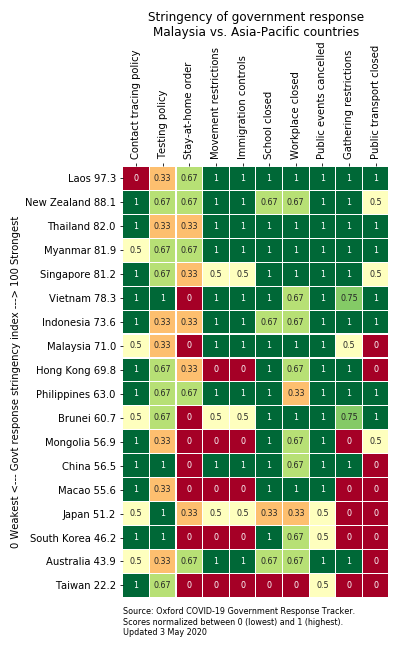 Stringency of government response
Malaysia vs. Asia-Pacific countries
Contact tracing policy
Testing policy
Stay-at-home order
Movement restrictions
Immigration controls
School closed
Workplace closed
Public events cancelled
Gathering restrictions
Public transport closed
0 Weakest <--- Govt response stringency index ---> 100 Strongest
Laos 97.3 0 0.33 0.67 1 1 1 1 1 1 1
New Zealand 88.1 1 0.67 0.67 1 1 0.67 0.67 1 1 0.5
Thailand 82.0 1 0.33 0.33 1 1 1 1 1 1 1
Myanmar 81.9 0.5 0.67 0.67 1 1 1 1 1 1 1
Singapore 81.2 1 0.67 0.33 0.5 0.5 1 1 1 1 0.5
Vietnam 78.3 1 1 0 1 1 1 0.67 1 0.75 1
Indonesia 73.6 1 0.33 0.33 1 1 0.67 0.67 1 1 1
Malaysia 71.0 0.5 0.33 0 1 1 1 1 1 0.5 0
Hong Kong 69.8 1 0.67 0.33 0 0 1 0.67 1 1 0
Philippines 63.0 1 0.67 0.67 1 1 1 0.33 1 1 1
Brunei 60.7 0.5 0.67 0 0.5 0.5 1 1 1 0.75 1
Mongolia 56.9 1 0.33 0 0 0 1 0.67 1 0 0.5
China 56.5 1 1 0 1 1 1 0.67 1 1 0
Macao 55.6 1 0.33 0 0 0 1 1 1 0 0
Japan 51.2 0.5 1 0.33 0.5 0.5 0.33 0.33 0.5 0 0
South Korea 46.2 1 1 0 0 0 1 0.67 0.5 0 0
Australia 43.9 0.5 0.33 0.67 1 1 0.67 0.67 1 1 0
Taiwan 22.2 1 0.67 0 0 0 0 0 0.5 0 0
Source: Oxford COVID-19 Government Response Tracker.
Scores normalized between 0 (lowest) and 1 (highest).
Updated 3 May 2020